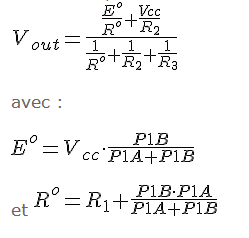 V_{out} = \frac{\frac{E^o}{R^o} + \frac{Vcc}{R_2}}{\frac{1}{R^o} + \frac{1}{R_2} + \frac{1}{R_3}}
avec :
E^o = V_{cc} \cdot \frac{P1B}{P1A+P1B}
et R^o = R_1 + \frac{P1B \cdot P1A}{P1A+P1B}